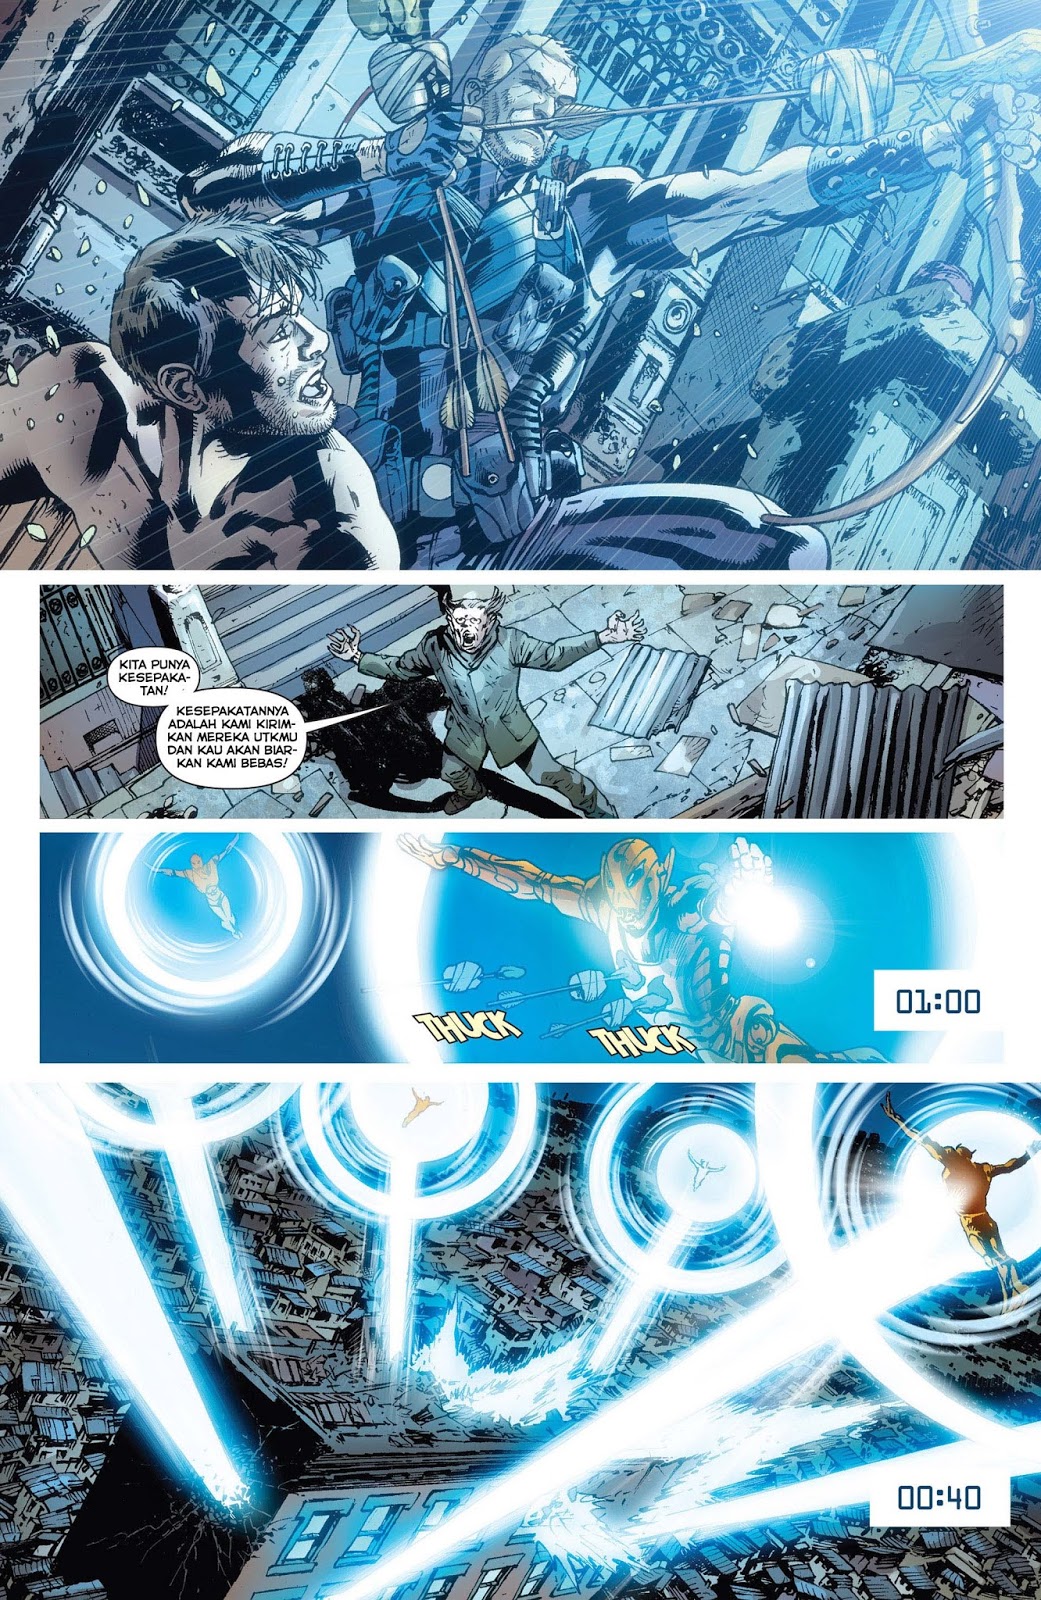 KITA PUNYA
KESEPAKA-
TAN!
KESEPAKATANNYA
ADALAH KAMI KIRIM-
KAN MEREKA UTKMU
DAN KAU AKAN BIAR-
KAN KAMI BEBAS!
01:00
THUCK
THUCK
00:40